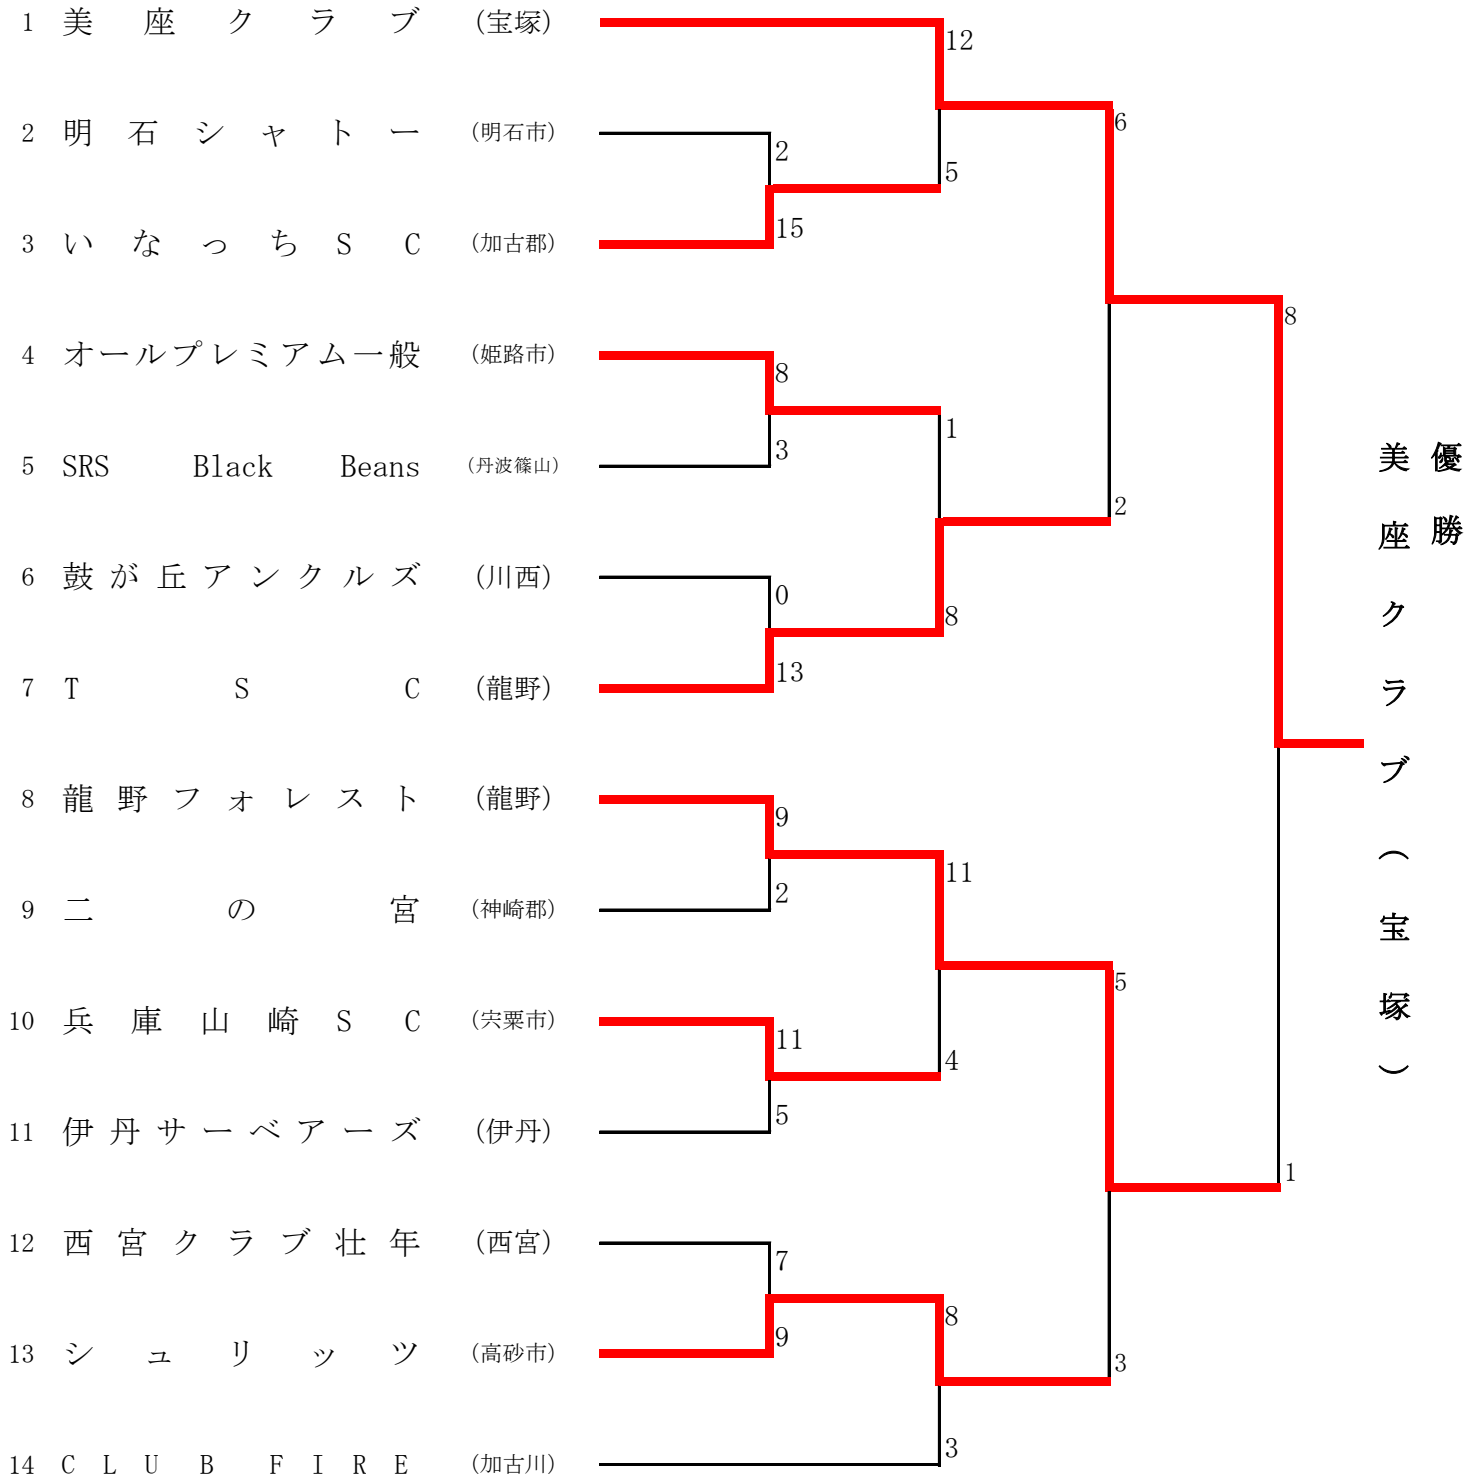 1 美座クラブ (宝塚)
12
6
2 明石シャトー (明石市)
2
5
15
3 いなっちSC (加古郡)
8
4 オールプレミアム一般 (姫路市)
8
1
3
5 SRS Black Beans (丹波篠山)
2
6 鼓が丘アンクルズ (川西)
0
8
13
7 TSC (龍野)
優勝
美座クラブ(宝塚)
8 龍野フォレスト (龍野)
9
11
2
9 二の宮 (神崎郡)
5
10 兵庫山崎SC (宍粟市)
11
4
5
11 伊丹サーベアーズ (伊丹)
1
12 西宮クラブ壮年 (西宮)
7
8
9
13 シュリッツ (高砂市)
3
3
14 CLUB FIRE (加古川)